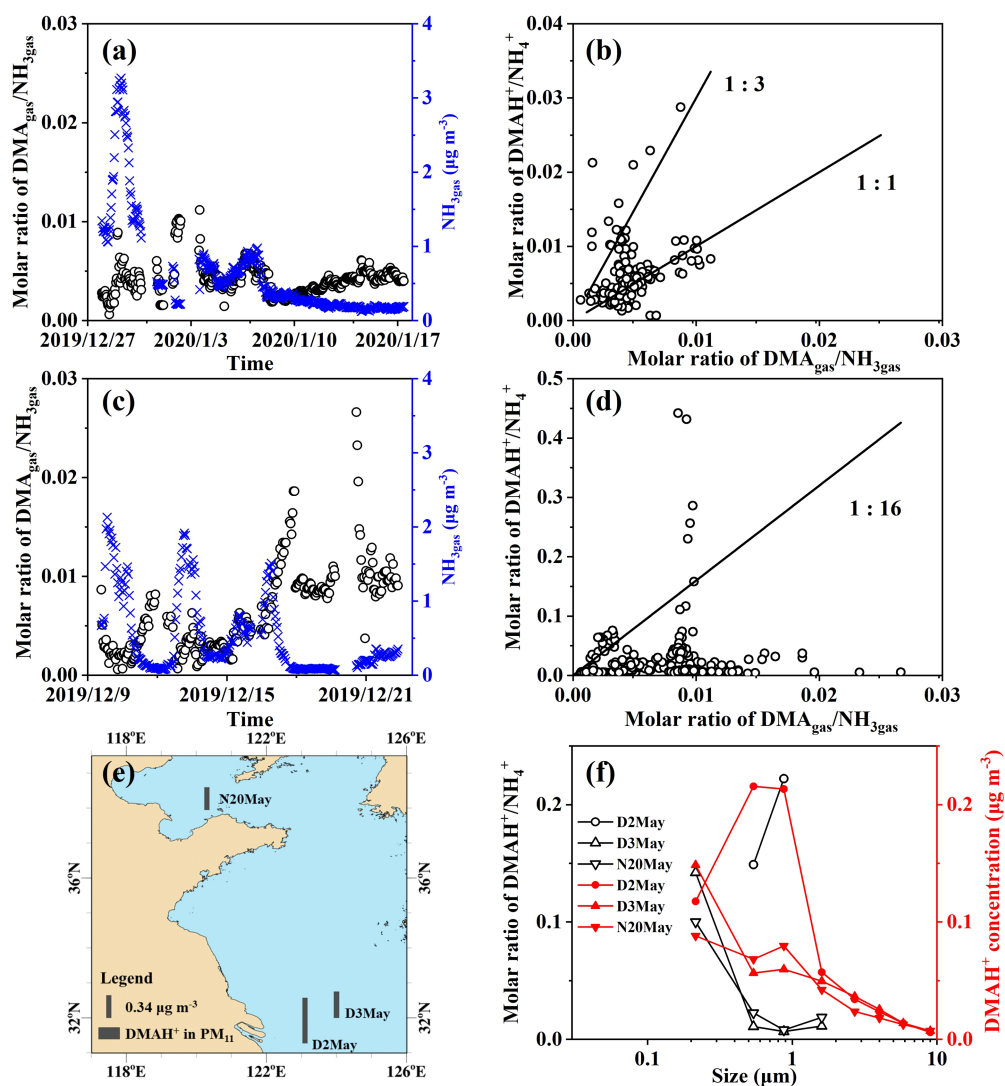 (a)
Molar ratio of DMAgas/NH3gas
0.03
0.02
0.01
0.00
4
3
2
1
0
NH3gas (μg m-3)
2019/12/27
2020/1/3
2020/1/10
2020/1/17
Time
(b)
Molar ratio of DMAH+/NH4+
0.04
0.03
0.02
0.01
0.00
1 : 3
1 : 1
0.00
0.01
0.02
0.03
Molar ratio of DMAgas/NH3gas
(c)
Molar ratio of DMAgas/NH3gas
0.03
0.02
0.01
0.00
4
3
2
1
0
NH3gas (μg m-3)
2019/12/9
2019/12/15
2019/12/21
Time
(d)
Molar ratio of DMAH+/NH4+
0.5
0.4
0.3
0.2
0.1
0.0
1 : 16
0.00
0.01
0.02
0.03
Molar ratio of DMAgas/NH3gas
118°E
122°E
126°E
(e)
N20May
36°N
36°N
Legend
0.34 μg m-3
DMAH+ in PM11
D3May
D2May
32°N
32°N
118°E
122°E
126°E
(f)
Molar ratio of DMAH+/NH4+
0.2
0.1
0.0
D2May
D3May
N20May
D2May
D3May
N20May
0.2
0.1
0.0
DMAH+ concentration (μg m-3)
0.1
1
10
Size (μm)